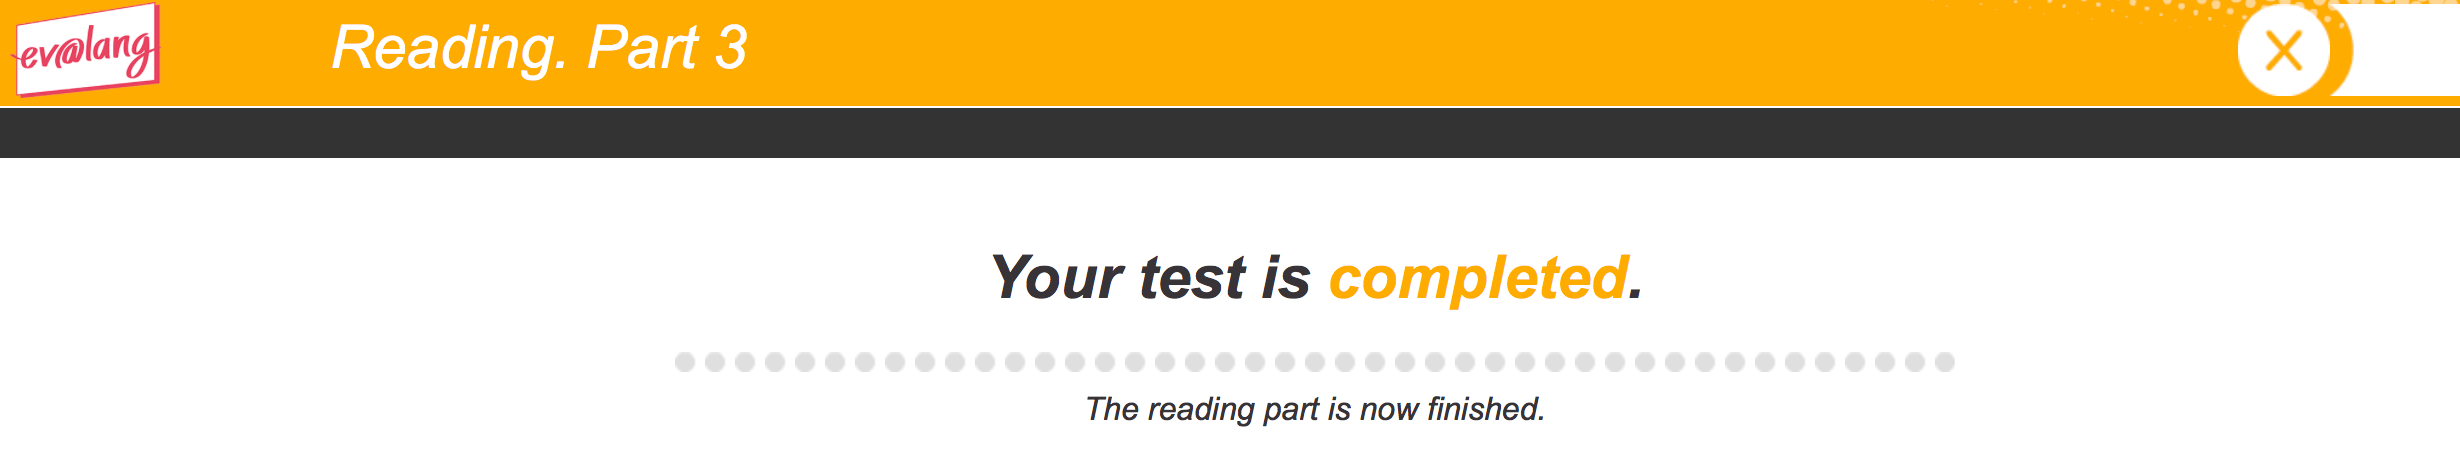 ev@lang
Reading. Part 3
Your test is completed.
The reading part is now finished.